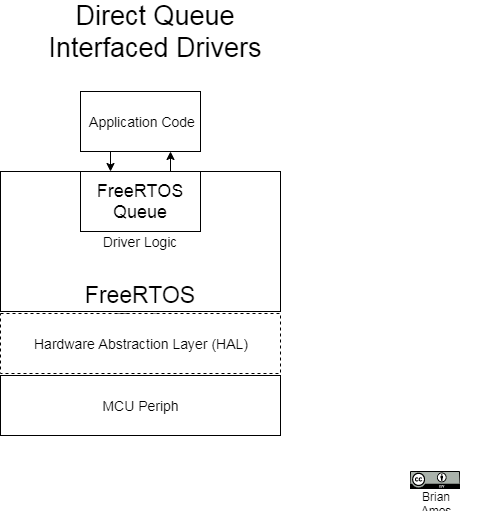 Direct Queue
Interfaced Drivers
Application Code
FreeRTOS
Queue
Driver Logic
FreeRTOS
Hardware Abstraction Layer (HAL)
MCU Periph
cc
BY
Brian
Amos